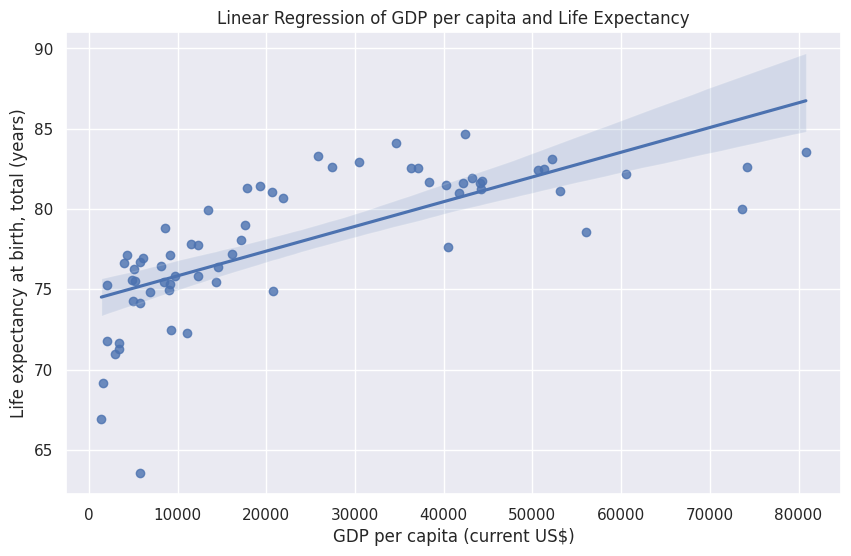 Linear Regression of GDP per capita and Life Expectancy
90
85
80
75
70
65
Life expectancy at birth, total (years)
0 10000 20000 30000 40000 50000 60000 70000 80000
GDP per capita (current US$)